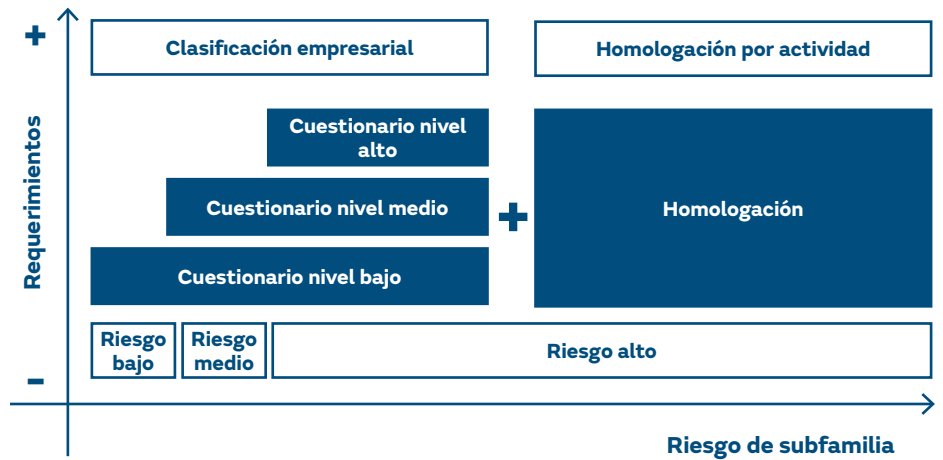 +
Clasificación empresarial
Homologación por actividad
Requerimientos
Cuestionario nivel
alto
Cuestionario nivel medio
+
Homologación
Cuestionario nivel bajo
Riesgo
bajo
Riesgo
medio
Riesgo alto
-
Riesgo de subfamilia